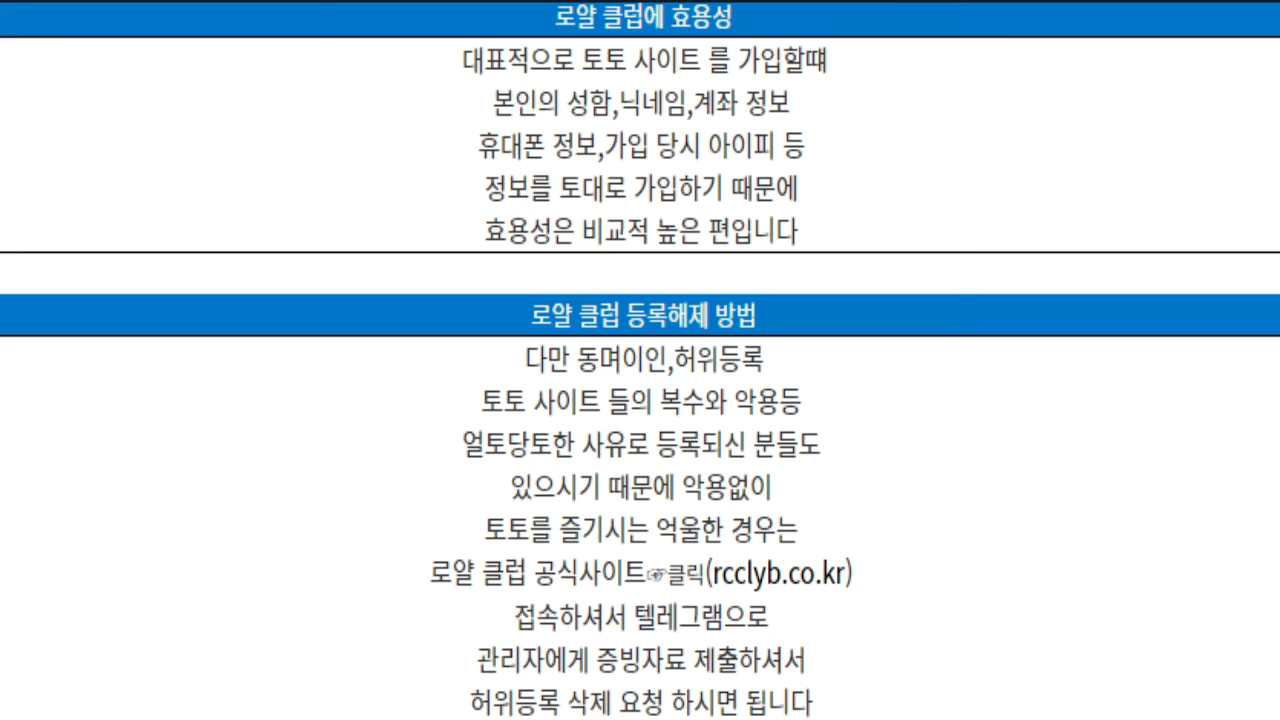 로얄 클럽에 효용성
대표적으로 토토 사이트 를 가입할떄
본인의 성함,닉네임,계좌 정보
휴대폰 정보,가입 당시 아이피 등
정보를 토대로 가입하기 때문에
효용성은 비교적 높은 편입니다
로얄 클럽 등록해제 방법
다만 동며이인,허위등록
토토 사이트 들의 복수와 악용등
얼토당토한 사유로 등록되신 분들도
있으시기 때문에 악용없이
토토를 즐기시는 억울한 경우는
로얄 클럽 공식사이트☞클릭(rcclyb.co.kr)
접속하셔서 텔레그램으로
관리자에게 증빙자료 제출하셔서
허위등록 삭제 요청 하시면 됩니다